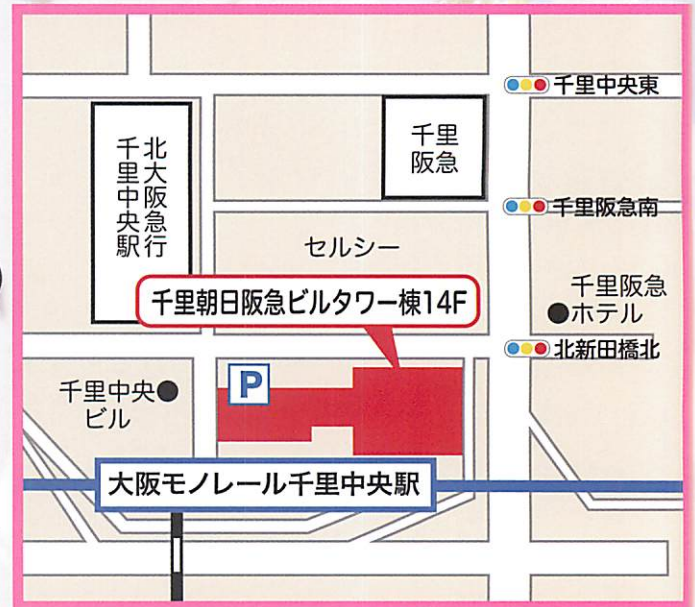 千里中央東
千里
阪急
北大阪急行
千里中央駅
千里阪急南
セルシー
千里阪急
ホテル
千里朝日阪急ビルタワー棟14F
北新田橋北
P
千里中央
ビル
大阪モノレール千里中央駅